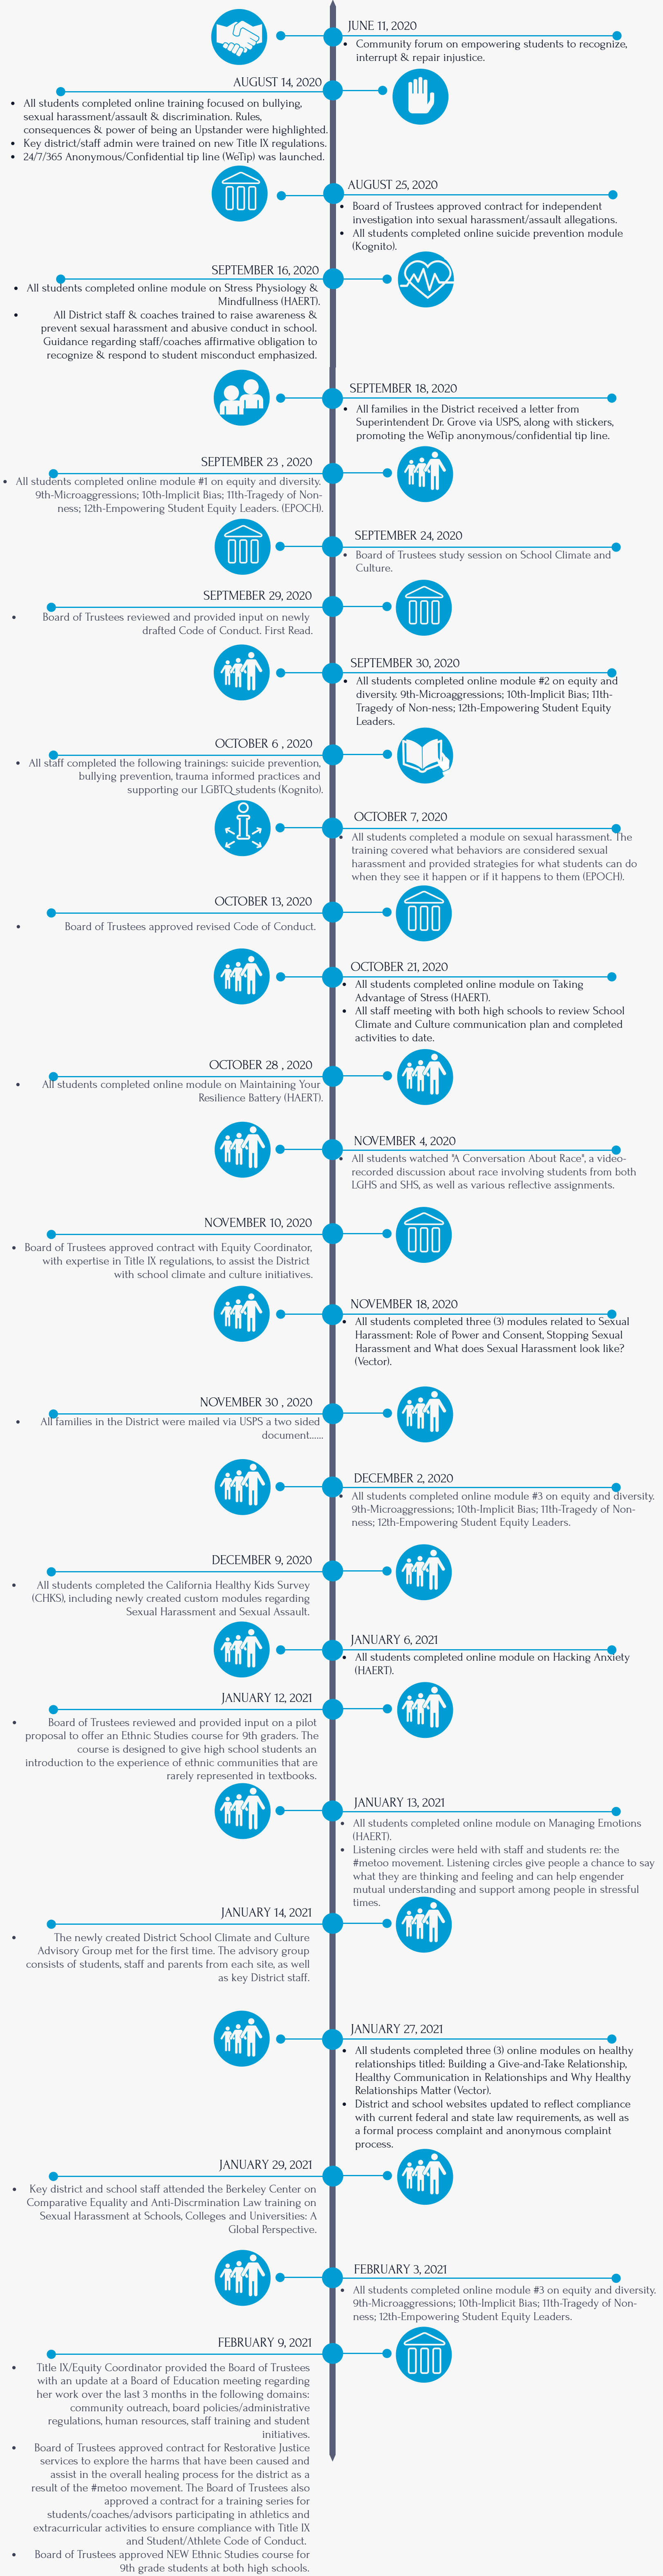 JUNE 11, 2020
• Community forum on empowering students to recognize,
interrupt & repair injustice.
AUGUST 14, 2020
• All students completed online training focused on bullying,
sexual harassment/assault & discrimination. Rules,
consequences & power of being an Upstander were highlighted.
• Key district/staff admin were trained on new Title IX regulations.
• 24/7/365 Anonymous/Confidential tip line (WeTip) was launched.
AUGUST 25, 2020
• Board of Trustees approved contract for independent
investigation into sexual harassment/assault allegations.
• All students completed online suicide prevention module
(Kognito).
SEPTEMBER 16, 2020
• All students completed online module on Stress Physiology &
Mindfullness (HAERT).
• All District staff & coaches trained to raise awareness &
prevent sexual harassment and abusive conduct in school.
Guidance regarding staff/coaches affirmative obligation to
recognize & respond to student misconduct emphasized.
SEPTEMBER 18, 2020
• All families in the District received a letter from
Superintendent Dr. Grove via USPS, along with stickers,
promoting the WeTip anonymous/confidential tip line.
SEPTEMBER 23 , 2020
• All students completed online module #1 on equity and diversity.
9th-Microaggressions; 10th-Implicit Bias; 11th-Tragedy of Non-
ness; 12th-Empowering Student Equity Leaders. (EPOCH).
SEPTEMBER 24, 2020
• Board of Trustees study session on School Climate and
Culture.
SEPTMEBER 29, 2020
• Board of Trustees reviewed and provided input on newly
drafted Code of Conduct. First Read.
SEPTEMBER 30, 2020
• All students completed online module #2 on equity and
diversity. 9th-Microaggressions; 10th-Implicit Bias; 11th-
Tragedy of Non-ness; 12th-Empowering Student Equity
Leaders.
OCTOBER 6 , 2020
• All staff completed the following trainings: suicide prevention,
bullying prevention, trauma informed practices and
supporting our LGBTQ students (Kognito).
OCTOBER 7, 2020
• All students completed a module on sexual harassment. The
training covered what behaviors are considered sexual
harassment and provided strategies for what students can do
when they see it happen or if it happens to them (EPOCH).
OCTOBER 13, 2020
• Board of Trustees approved revised Code of Conduct.
OCTOBER 21, 2020
• All students completed online module on Taking
Advantage of Stress (HAERT).
• All staff meeting with both high schools to review School
Climate and Culture communication plan and completed
activities to date.
OCTOBER 28 , 2020
• All students completed online module on Maintaining Your
Resilience Battery (HAERT).
NOVEMBER 4, 2020
• All students watched "A Conversation About Race", a video-
recorded discussion about race involving students from both
LGHS and SHS, as well as various reflective assignments.
NOVEMBER 10, 2020
• Board of Trustees approved contract with Equity Coordinator,
with expertise in Title IX regulations, to assist the District
with school climate and culture initiatives.
NOVEMBER 18, 2020
• All students completed three (3) modules related to Sexual
Harassment: Role of Power and Consent, Stopping Sexual
Harassment and What does Sexual Harassment look like?
(Vector).
NOVEMBER 30 , 2020
• All families in the District were mailed via USPS a two sided
document......
DECEMBER 2, 2020
• All students completed online module #3 on equity and diversity.
9th-Microaggressions; 10th-Implicit Bias; 11th-Tragedy of Non-
ness; 12th-Empowering Student Equity Leaders.
DECEMBER 9, 2020
• All students completed the California Healthy Kids Survey
(CHKS), including newly created custom modules regarding
Sexual Harassment and Sexual Assault.
JANUARY 6, 2021
• All students completed online module on Hacking Anxiety
(HAERT).
JANUARY 12, 2021
• Board of Trustees reviewed and provided input on a pilot
proposal to offer an Ethnic Studies course for 9th graders. The
course is designed to give high school students an
introduction to the experience of ethnic communities that are
rarely represented in textbooks.
JANUARY 13, 2021
• All students completed online module on Managing Emotions
(HAERT).
• Listening circles were held with staff and students re: the
#metoo movement. Listening circles give people a chance to say
what they are thinking and feeling and can help engender
mutual understanding and support among people in stressful
times.
JANUARY 14, 2021
• The newly created District School Climate and Culture
Advisory Group met for the first time. The advisory group
consists of students, staff and parents from each site, as well
as key District staff.
JANUARY 27, 2021
• All students completed three (3) online modules on healthy
relationships titled: Building a Give-and-Take Relationship,
Healthy Communication in Relationships and Why Healthy
Relationships Matter (Vector).
• District and school websites updated to reflect compliance
with current federal and state law requirements, as well as
a formal process complaint and anonymous complaint
process.
JANUARY 29, 2021
• Key district and school staff attended the Berkeley Center on
Comparative Equality and Anti-Discrmination Law training on
Sexual Harassment at Schools, Colleges and Universities: A
Global Perspective.
FEBRUARY 3, 2021
• All students completed online module #3 on equity and diversity.
9th-Microaggressions; 10th-Implicit Bias; 11th-Tragedy of Non-
ness; 12th-Empowering Student Equity Leaders.
FEBRUARY 9, 2021
• Title IX/Equity Coordinator provided the Board of Trustees
with an update at a Board of Education meeting regarding
her work over the last 3 months in the following domains:
community outreach, board policies/administrative
regulations, human resources, staff training and student
initiatives.
• Board of Trustees approved contract for Restorative Justice
services to explore the harms that have been caused and
assist in the overall healing process for the district as a
result of the #metoo movement. The Board of Trustees also
approved a contract for a training series for
students/coaches/advisors participating in athletics and
extracurricular activities to ensure compliance with Title IX
and Student/Athlete Code of Conduct.
• Board of Trustees approved NEW Ethnic Studies course for
9th grade students at both high schools.